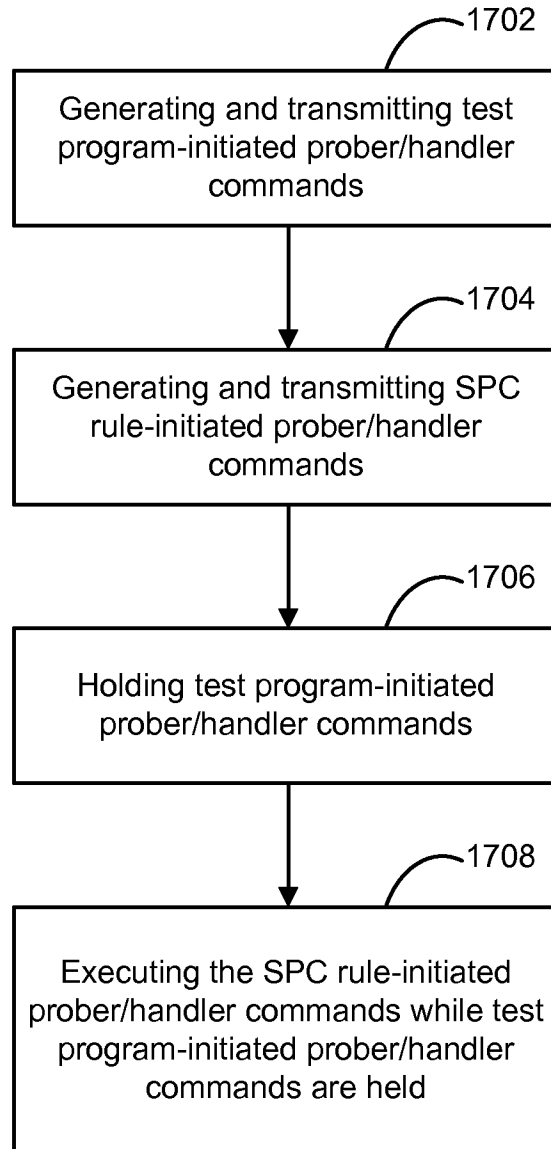 1702
Generating and transmitting test
program-initiated prober/handler
commands
1704
Generating and transmitting SPC
rule-initiated prober/handler
commands
1706
Holding test program-initiated
prober/handler commands
1708
Executing the SPC rule-initiated
prober/handler commands while test
program-initiated prober/handler
commands are held